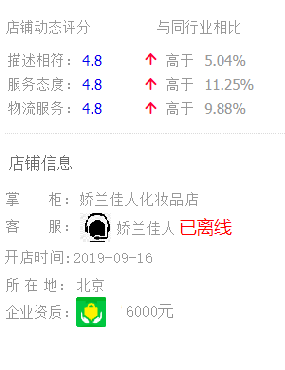 店铺动态评分 与同行业相比
描述相符： 4.8 高于 5.04%
服务态度： 4.8 高于 11.25%
物流服务： 4.8 高于 9.88%
店铺信息
掌 柜： 娇兰佳人化妆品店
客 服： 娇兰佳人 已离线
开店时间:2019-09-16
所 在 地： 北京
企业资质： 6000元